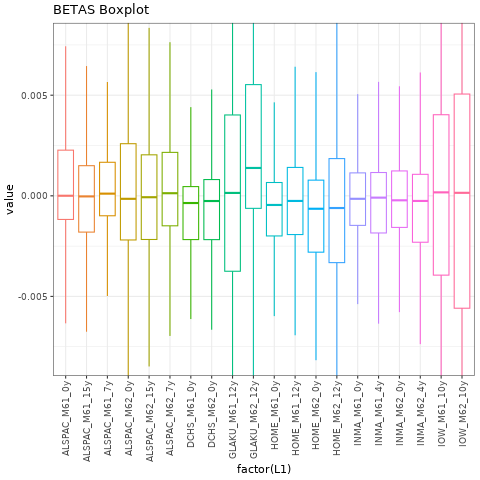 BETAS Boxplot
value
0.005
0.000
-0.005
ALSPAC_M61_0y
ALSPAC_M61_15y
ALSPAC_M61_7y
ALSPAC_M62_0y
ALSPAC_M62_15y
ALSPAC_M62_7y
DCHS_M61_0y
DCHS_M62_0y
GLAKU_M61_12y
GLAKU_M62_12y
HOME_M61_0y
HOME_M61_12y
HOME_M62_0y
HOME_M62_12y
INMA_M61_0y
INMA_M61_4y
INMA_M62_0y
INMA_M62_4y
IOW_M61_10y
IOW_M62_10y
factor(L1)